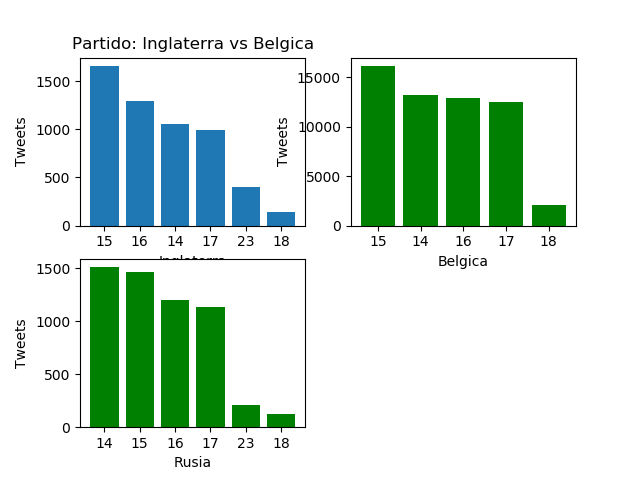 Partido: Inglaterra vs Belgica
1500
1000
500
0
Tweets
15 16 14 17 23 18
Inglaterra
15000
10000
5000
0
Tweets
15 14 16 17 18
Belgica
1500
1000
500
0
Tweets
14 15 16 17 23 18
Rusia